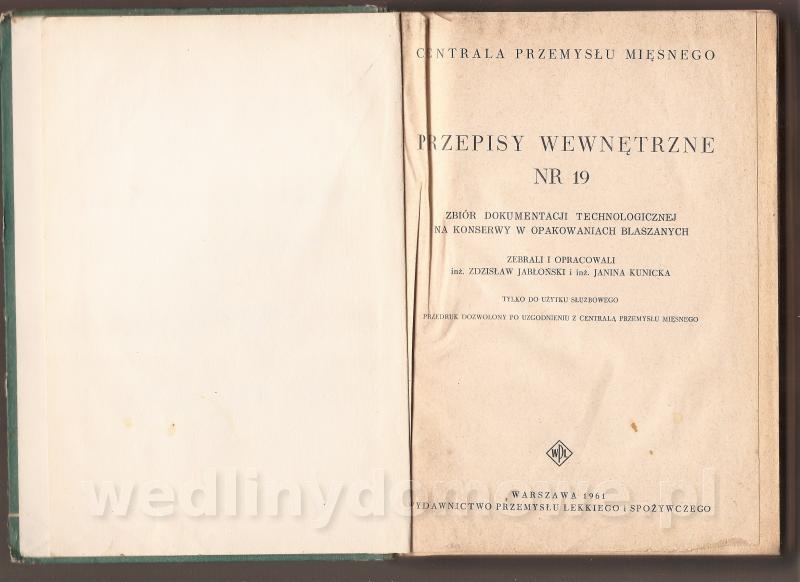 CENTRALA PRZEMYSŁU MIĘSNEGO
PRZEPISY WEWNĘTRZNE
NR 19
ZBIÓR DOKUMENTACJI TECHNOLOGICZNEJ
NA KONSERWY W OPAKOWANIACH BLASZANYCH
ZEBRALI I OPRACOWALI
inż. ZDZISŁAW JABŁOŃSKI i inż. JANINA KUNICKA
TYLKO DO UŻYTKU SŁUŻBOWEGO
PRZEDRUK DOZWOLONY PO UZGODNIENIU Z CENTRALĄ PRZEMYSŁU MIĘSNEGO
WPL
WARSZAWA 1961
WYDAWNICTWO PRZEMYSŁU LEKKIEGO i SPOŻYWCZEGO
wedlinydomowe.pl